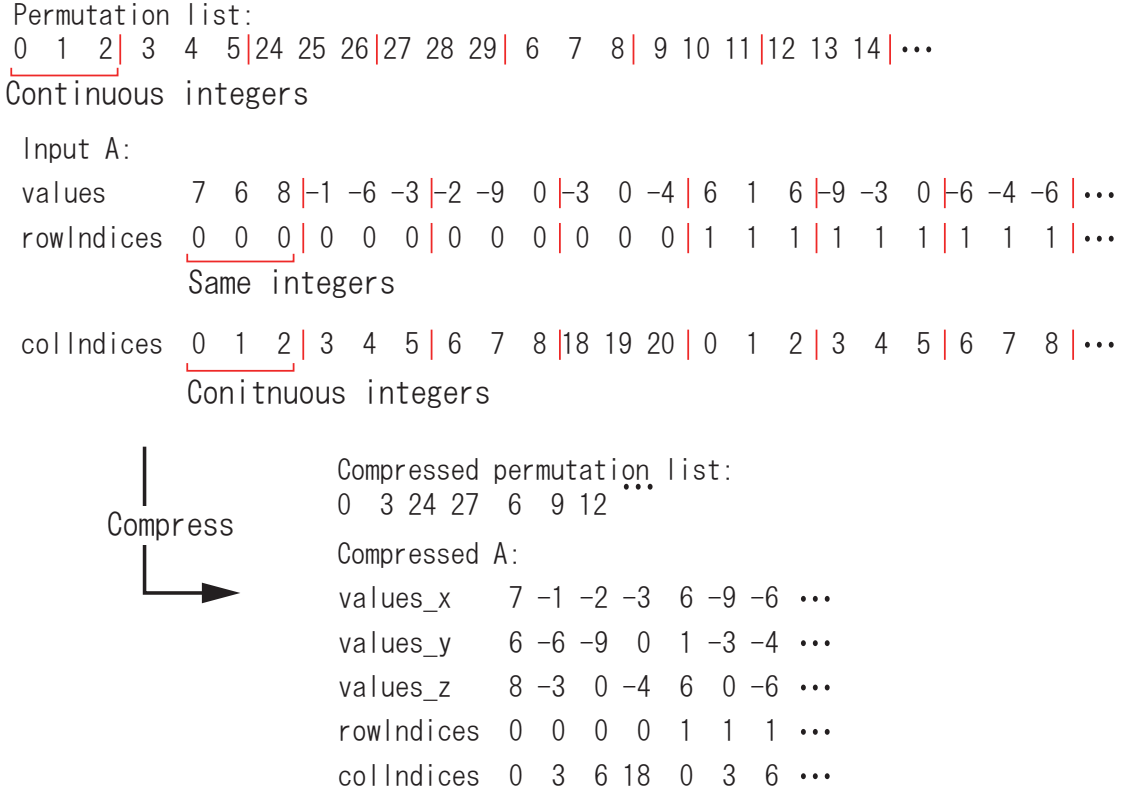 Permutation list:
0 1 2| 3 4 5|24 25 26|27 28 29| 6 7 8| 9 10 11|12 13 14|···
Continuous integers
Input A:
values 7 6 8|-1 -6 -3|-2 -9 0|-3 0 -4| 6 1 6|-9 -3 0|-6 -4 -6|···
rowIndices 0 0 0| 0 0 0| 0 0 0| 0 0 0| 1 1 1| 1 1 1| 1 1 1|···
Same integers
colIndices 0 1 2| 3 4 5| 6 7 8|18 19 20| 0 1 2| 3 4 5| 6 7 8|···
Conitnuous integers
Compress
Compressed permutation list:
0 3 24 27 6 9 12 ···
Compressed A:
values_x 7 -1 -2 -3 6 -9 -6 ···
values_y 6 -6 -9 0 1 -3 -4 ···
values_z 8 -3 0 -4 6 0 -6 ···
rowIndices 0 0 0 0 1 1 1 ···
colIndices 0 3 6 18 0 3 6 ···